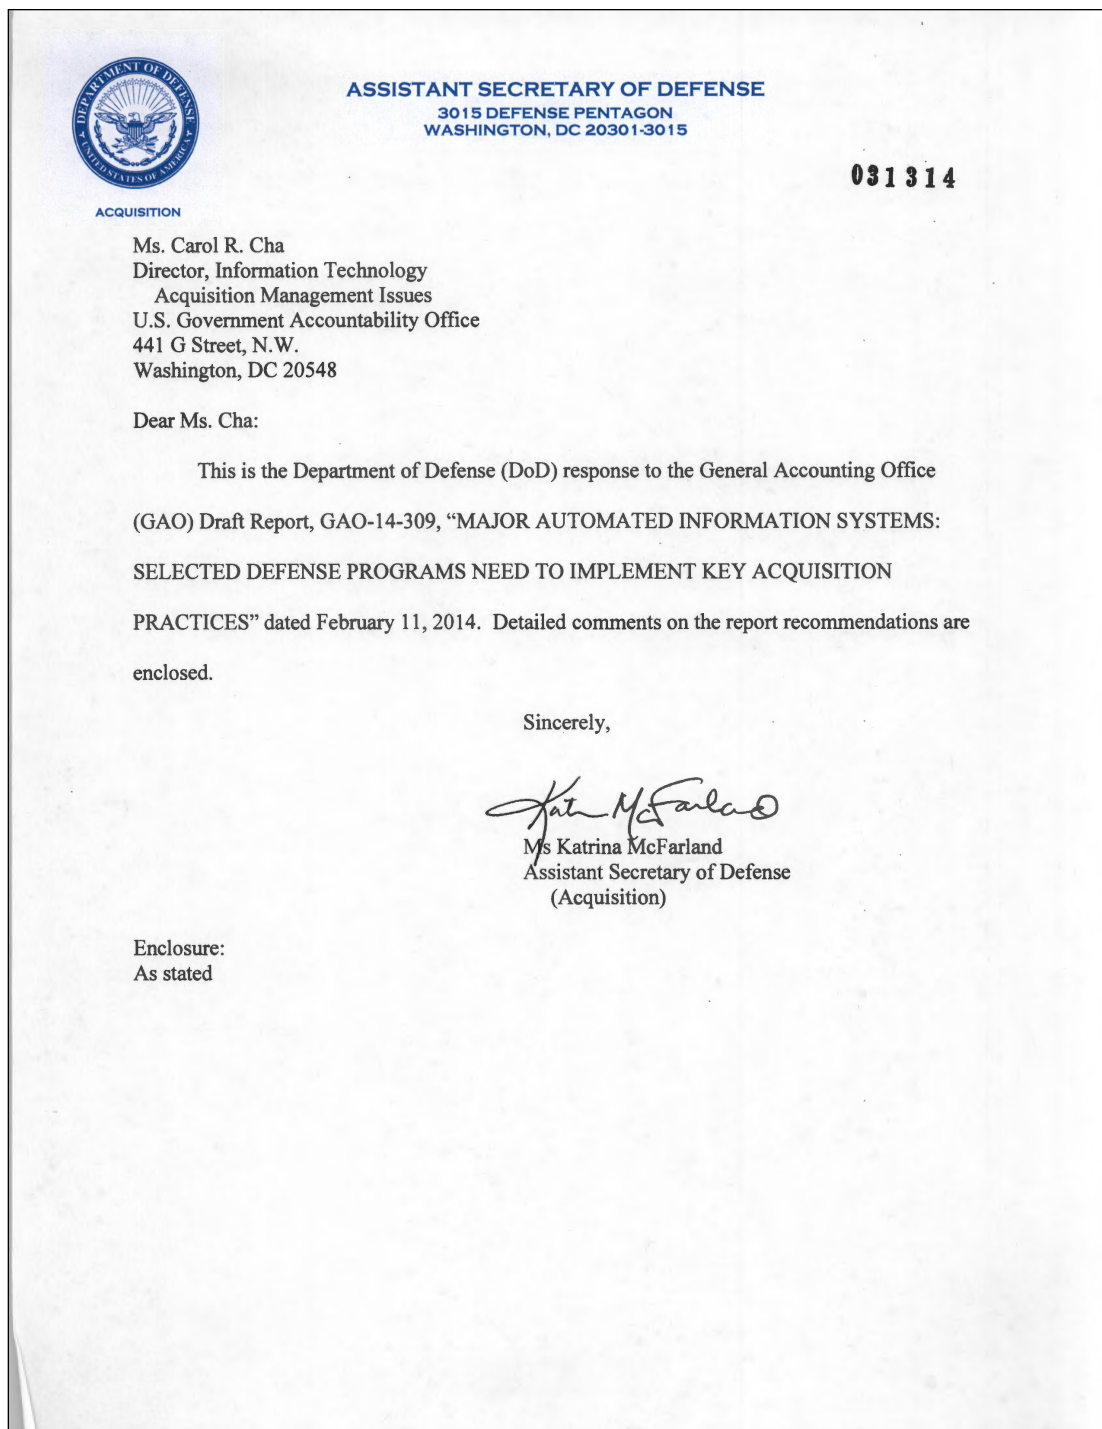 DEPARTMENT OF DEFENSE
UNITED STATES OF AMERICA
ACQUISITION
ASSISTANT SECRETARY OF DEFENSE
3015 DEFENSE PENTAGON
WASHINGTON, DC 20301-3015
031314
Ms. Carol R. Cha
Director, Information Technology
Acquisition Management Issues
U.S. Government Accountability Office
441 G Street, N.W.
Washington, DC 20548
Dear Ms. Cha:
This is the Department of Defense (DoD) response to the General Accounting Office
(GAO) Draft Report, GAO-14-309, “MAJOR AUTOMATED INFORMATION SYSTEMS:
SELECTED DEFENSE PROGRAMS NEED TO IMPLEMENT KEY ACQUISITION
PRACTICES” dated February 11, 2014.  Detailed comments on the report recommendations are
enclosed.
Sincerely,
Katrina McFarland
Ms Katrina McFarland
Assistant Secretary of Defense
(Acquisition)
Enclosure:
As stated